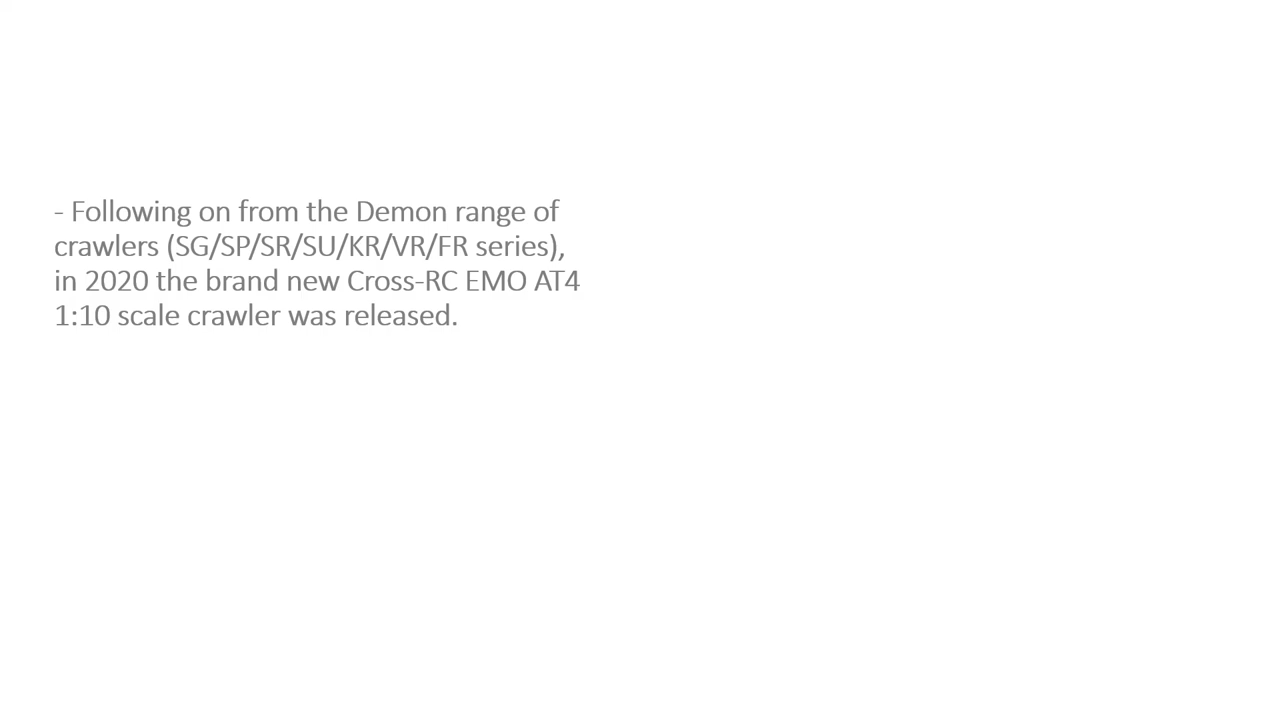 - Following on from the Demon range of
crawlers (SG/SP/SR/SU/KR/VR/FR series),
in 2020 the brand new Cross-RC EMO AT4
1:10 scale crawler was released.